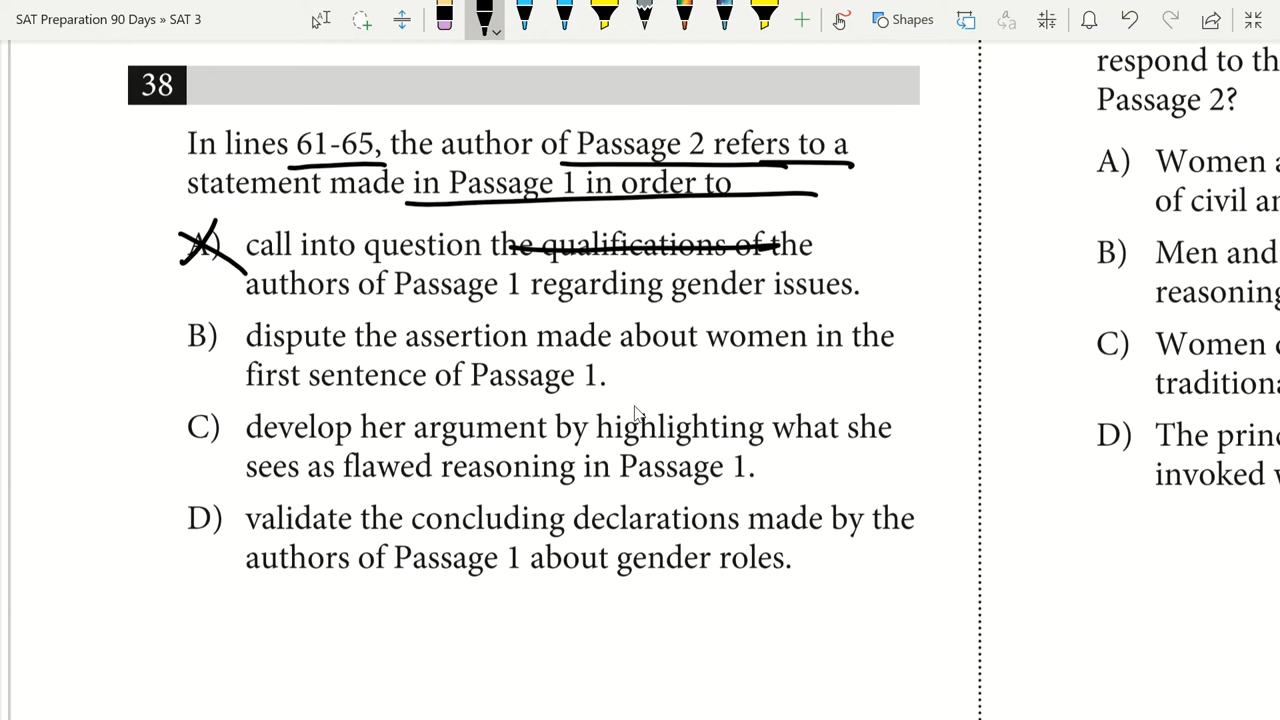 SAT Preparation 90 Days » SAT 3
Shapes
38
In lines 61-65, the author of Passage 2 refers to a
statement made in Passage 1 in order to
A) call into question the qualifications of the
authors of Passage 1 regarding gender issues.
B) dispute the assertion made about women in the
first sentence of Passage 1.
C) develop her argument by highlighting what she
sees as flawed reasoning in Passage 1.
D) validate the concluding declarations made by the
authors of Passage 1 about gender roles.
respond to th
Passage 2?
A) Women a
of civil an
B) Men and
reasoning
C) Women
traditiona
D) The prin
invoked